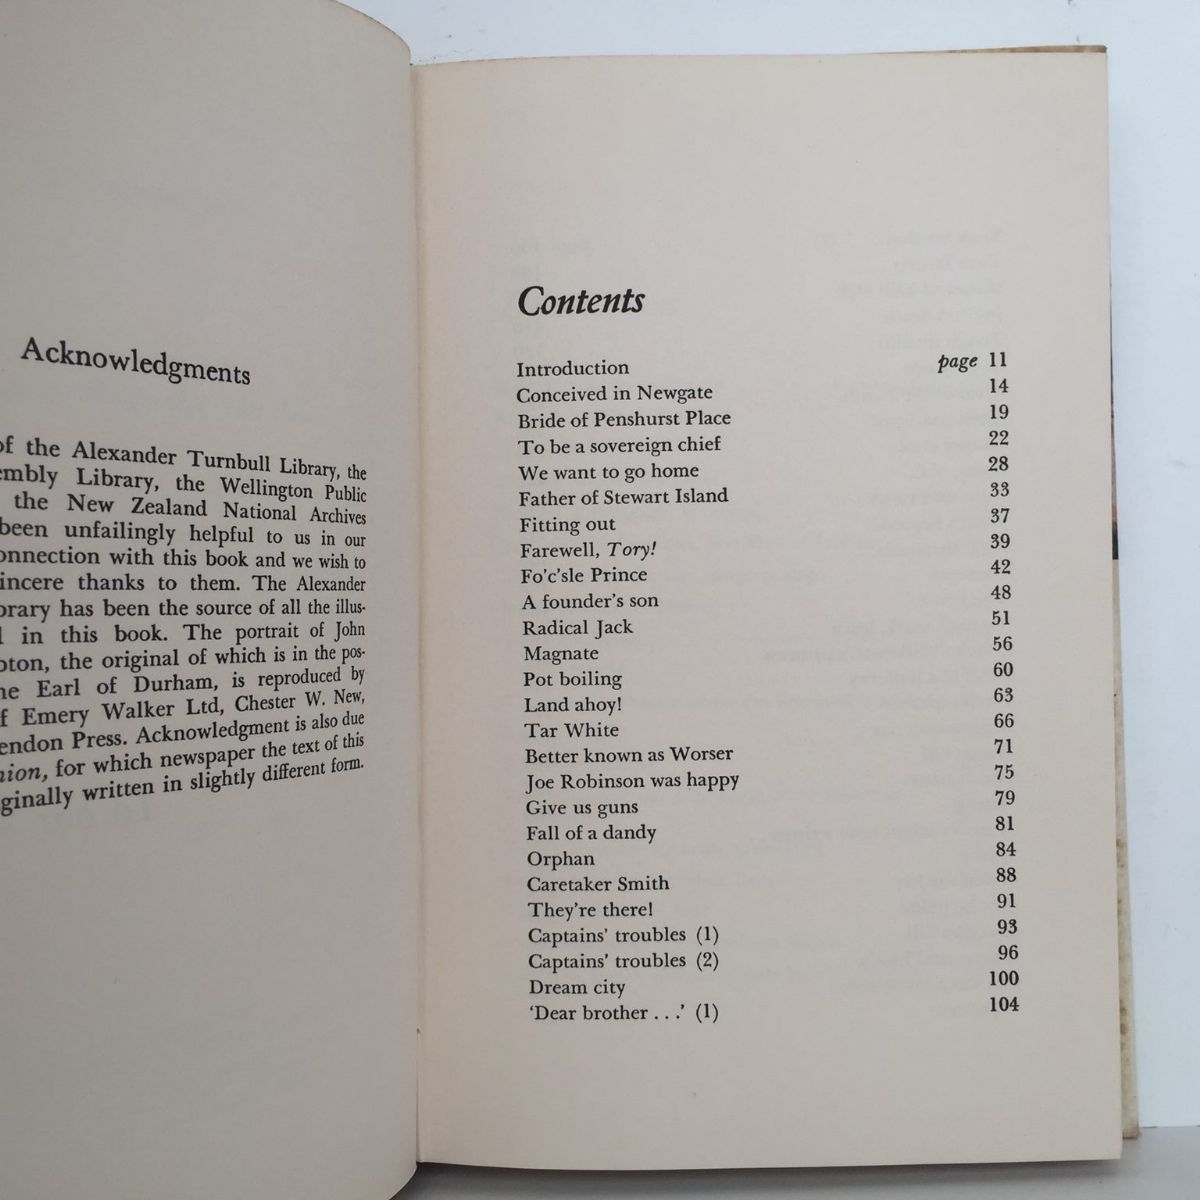 Acknowledgments
of the Alexander Turnbull Library, the
Library, the Wellington Public
the New Zealand National Archives
been unfailingly helpful to us in our
with this book and we wish to
thanks to them. The Alexander
has been the source of all the illus-
in this book. The portrait of John
the original of which is in the pos-
Earl of Durham, is reproduced by
Emery Walker Ltd, Chester W. New,
Press. Acknowledgment is also due
for which newspaper the text of this
written in slightly different form.
Contents
Introduction page 11
Conceived in Newgate 14
Bride of Penshurst Place 19
To be a sovereign chief 22
We want to go home 28
Father of Stewart Island 33
Fitting out 37
Farewell, Tory! 39
Fo'c'sle Prince 42
A founder's son 48
Radical Jack 51
Magnate 56
Pot boiling 60
Land ahoy! 63
Tar White 66
Better known as Worser 71
Joe Robinson was happy 75
Give us guns 79
Fall of a dandy 81
Orphan 84
Caretaker Smith 88
They're there! 91
Captains' troubles (1) 93
Captains' troubles (2) 96
Dream city 100
'Dear brother . . .' (1) 104